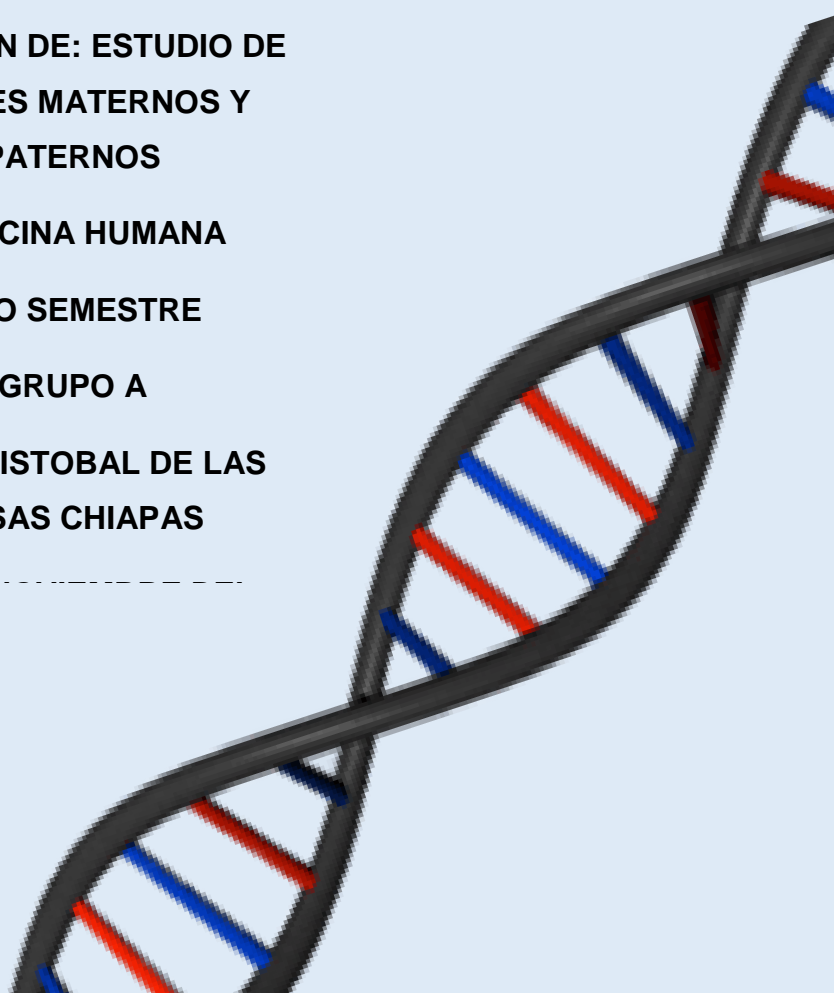 N DE: ESTUDIO DE
ES MATERNOS Y
PATERNOS
CINA HUMANA
O SEMESTRE
GRUPO A
ISTOBAL DE LAS
SAS CHIAPAS